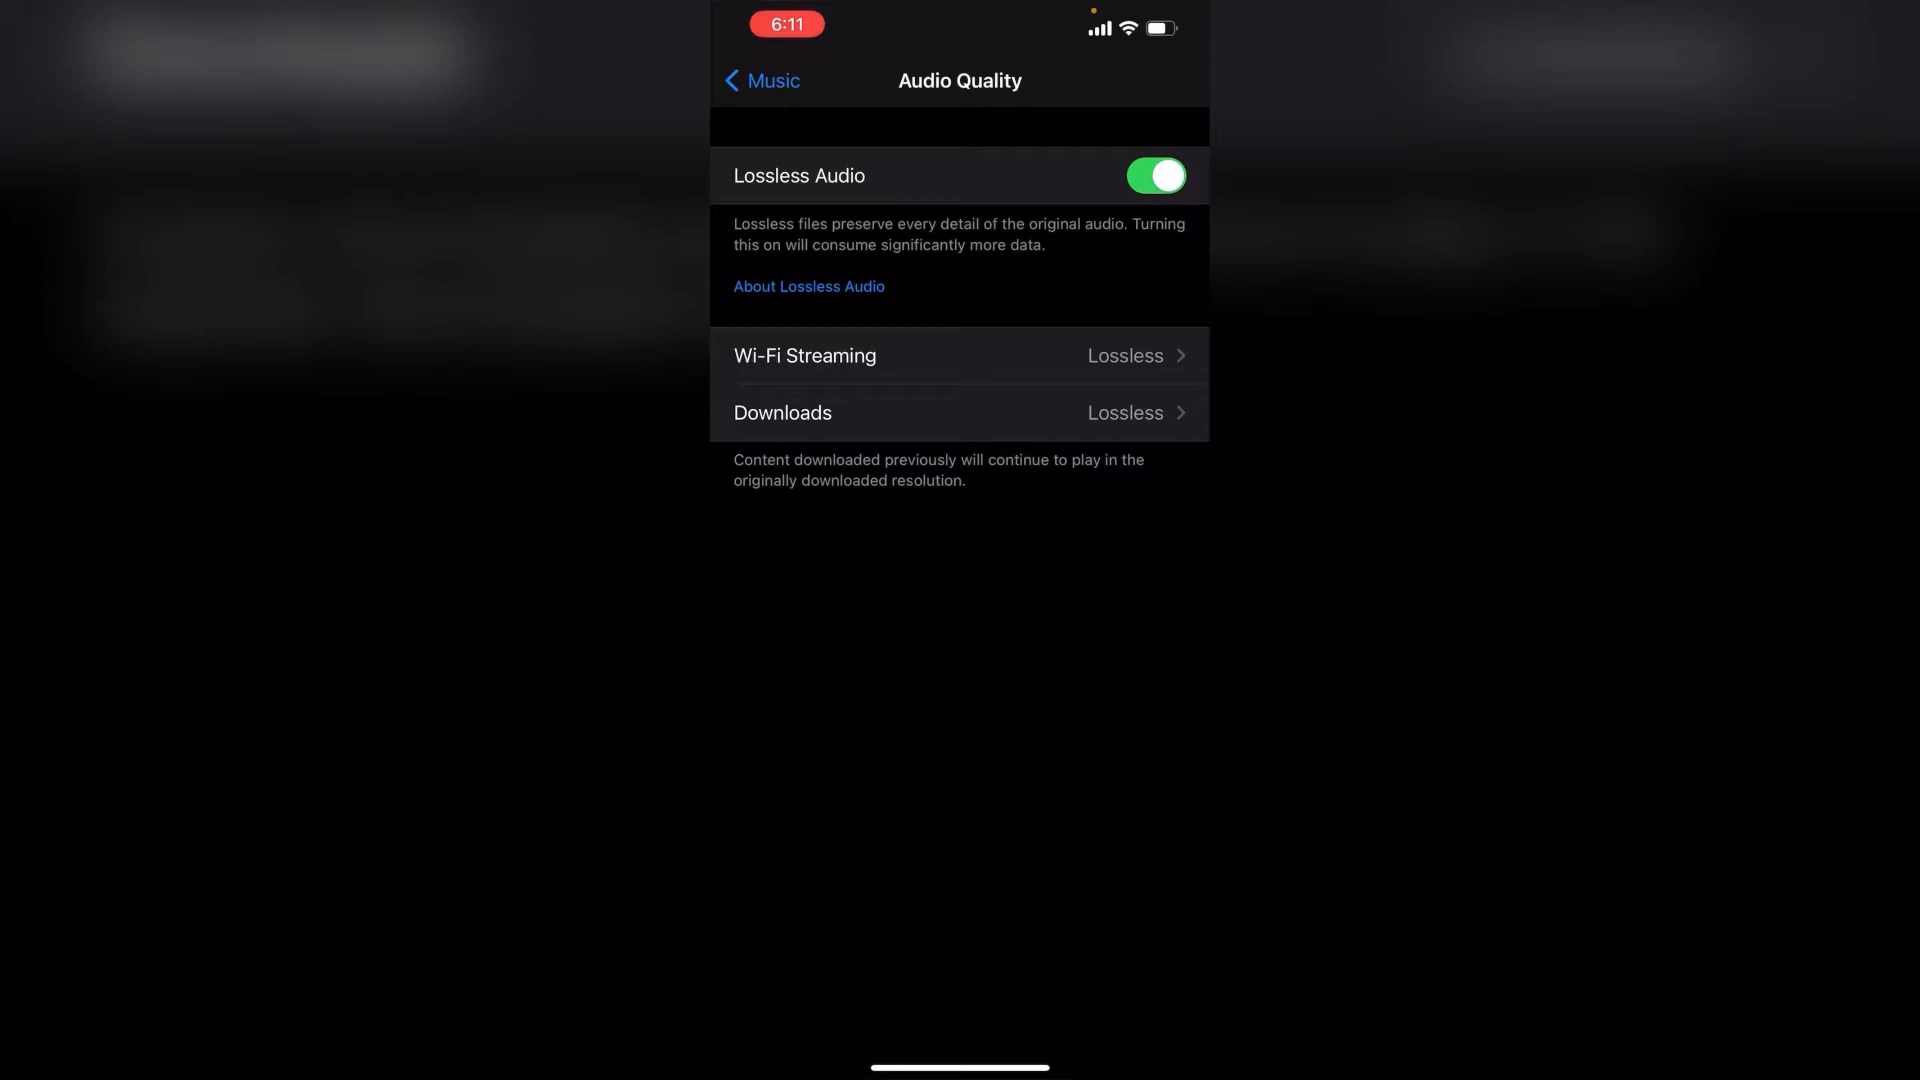 6:11
Music
Audio Quality
Lossless Audio
Lossless files preserve every detail of the original audio. Turning
this on will consume significantly more data.
About Lossless Audio
Wi-Fi Streaming Lossless
Downloads Lossless
Content downloaded previously will continue to play in the
originally downloaded resolution.